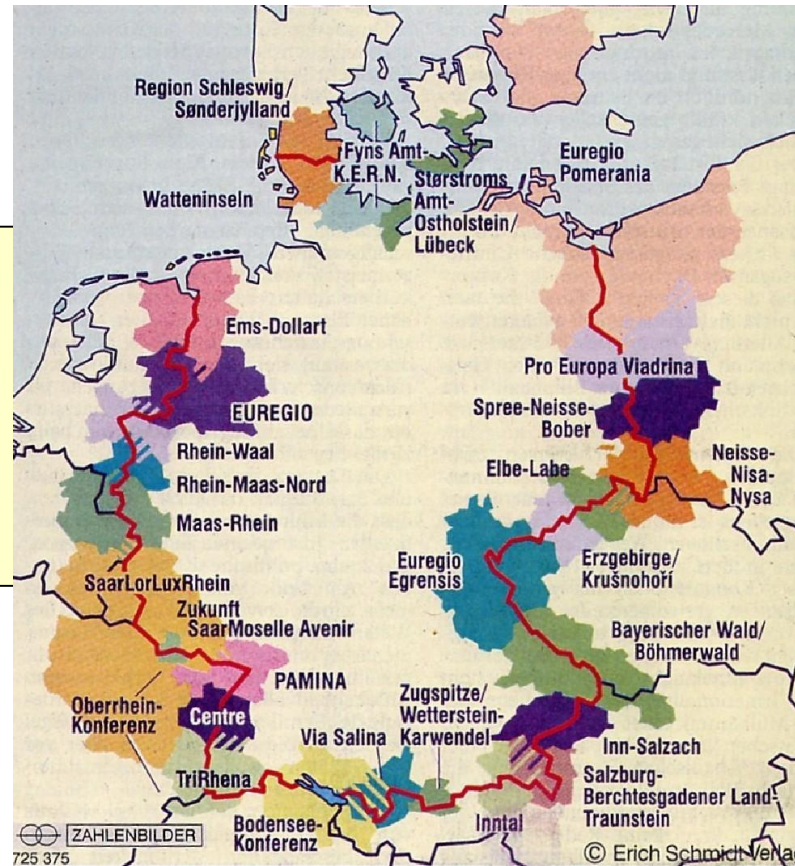 Region Schleswig/
Sønderjylland
Fyns Amt-
K.E.R.N.
Størstroms
Amt-
Ostholstein/
Lübeck
Euregio
Pomerania
Watteninseln
Ems-Dollart
EUREGIO
Rhein-Waal
Rhein-Maas-Nord
Maas-Rhein
Pro Europa Viadrina
Spree-Neisse-
Bober
Elbe-Labe
Neisse-
Nisa-
Nysa
Euregio
Egrensis
Erzgebirge/
Krušnohoří
SaarLorLuxRhein
Zukunft
SaarMoselle Avenir
Bayerischer Wald/
Böhmerwald
PAMINA
Oberrhein-
Konferenz
Centre
Zugspitze/
Wetterstein-
Karwendel
Via Salina
Inn-Salzach
TriRhena
Salzburg-
Berchtesgadener Land-
Traunstein
Bodensee-
Konferenz
Inntal
ZAHLENBILDER
725 375
© Erich Schmidt Verlag